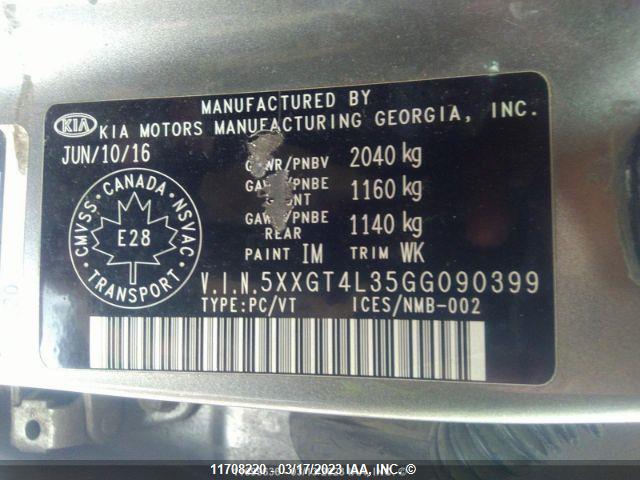 MANUFACTURED BY
KIA KIA MOTORS MANUFACTURING GEORGIA, INC.
JUN/10/16
GVWR/PNBV 2040 kg
GAWR/PNBE FRONT 1160 kg
GAWR/PNBE REAR 1140 kg
PAINT IM TRIM WK
CMVSS · CANADA · NSVAC
E28
TRANSPORT
V.I.N.5XXGT4L35GG090399
TYPE:PC/VT ICES/NMB-002
11708220 - 03/17/2023 IAA, INC.©